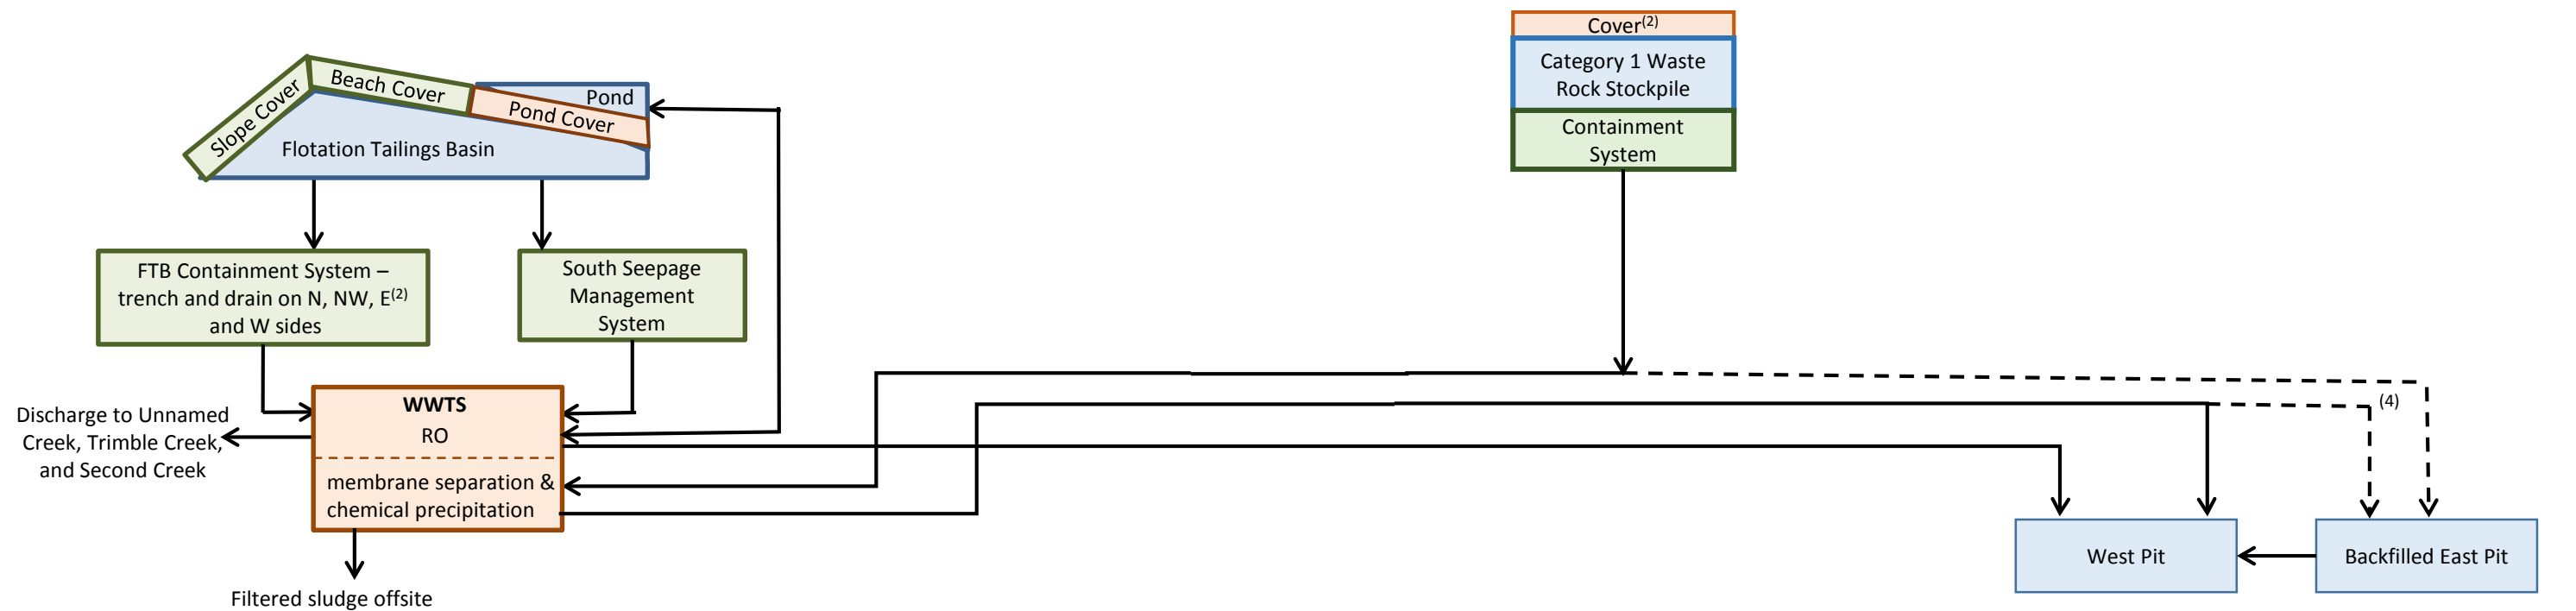 Cover(2)
Category 1 Waste
Rock Stockpile
Containment
System
Slope Cover
Beach Cover
Pond
Pond Cover
Flotation Tailings Basin
FTB Containment System –
trench and drain on N, NW, E(2)
and W sides
South Seepage
Management
System
WWTS
RO
membrane separation &
chemical precipitation
Discharge to Unnamed
Creek, Trimble Creek,
and Second Creek
Filtered sludge offsite
(4)
West Pit
Backfilled East Pit